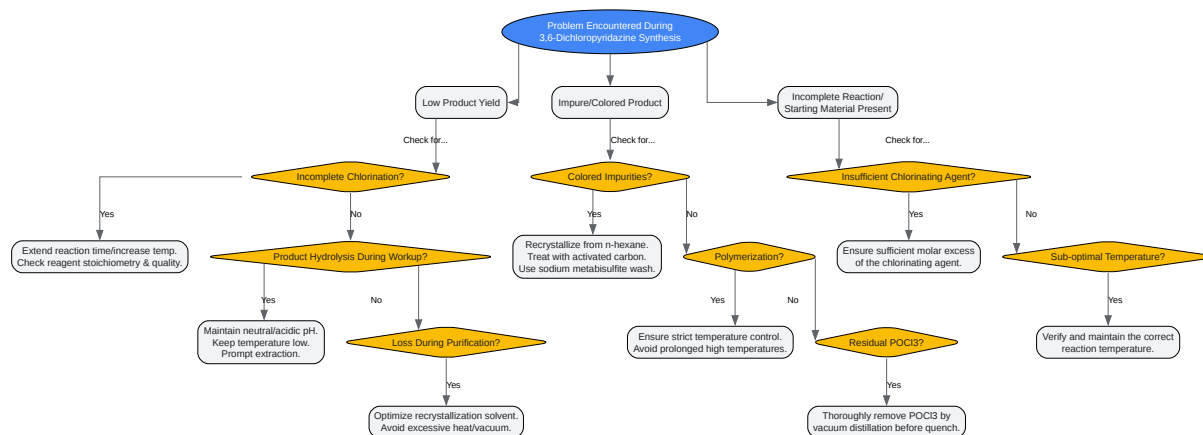 Problem Encountered During
3,6-Dichloropyridazine Synthesis
Low Product Yield
Impure/Colored Product
Incomplete Reaction/
Starting Material Present
Check for...
Check for...
Check for...
Incomplete Chlorination?
Colored Impurities?
Insufficient Chlorinating Agent?
Yes
No
Yes
No
Yes
No
Extend reaction time/increase temp.
Check reagent stoichiometry & quality.
Product Hydrolysis During Workup?
Recrystallize from n-hexane.
Treat with activated carbon.
Use sodium metabisulfite wash.
Polymerization?
Ensure sufficient molar excess
of the chlorinating agent.
Sub-optimal Temperature?
Yes
No
Yes
No
Yes
Maintain neutral/acidic pH.
Keep temperature low.
Prompt extraction.
Loss During Purification?
Ensure strict temperature control.
Avoid prolonged high temperatures.
Residual POCl3?
Verify and maintain the correct
reaction temperature.
Yes
Yes
Optimize recrystallization solvent.
Avoid excessive heat/vacuum.
Thoroughly remove POCl3 by
vacuum distillation before quench.